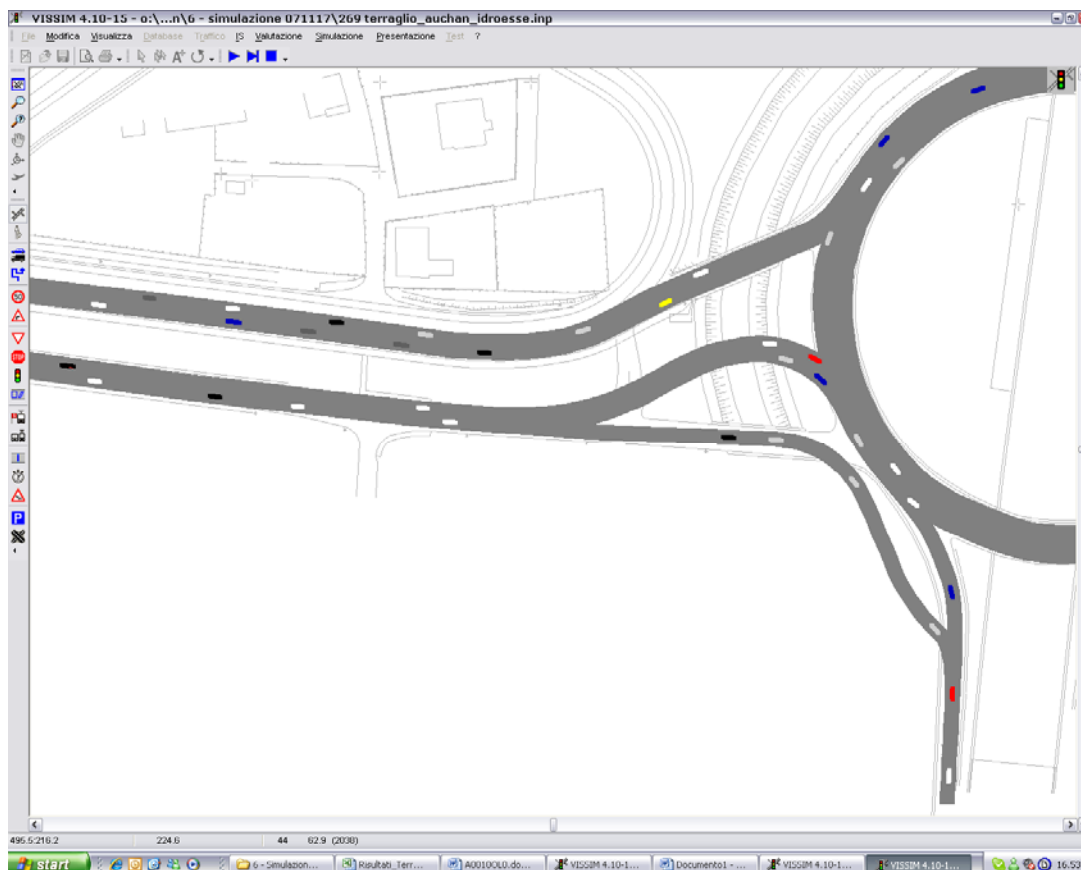 VISSIM 4.10-15 - o:\...n\6 - simulazione 071117\269 terraglio_auchan_idroesse.inp
File Modifica Visualizza Database Traffico IS Valutazione Simulazione Presentazione Test ?
STOP
P
495.5:216.2 224.6 44 62.9 (2038)
start 6 - Simulazion... Risultati_Terr... A00100L0.do... VISSIM 4.10-1... Documento1 - ... VISSIM 4.10-1... VISSIM 4.10-1... 16.53